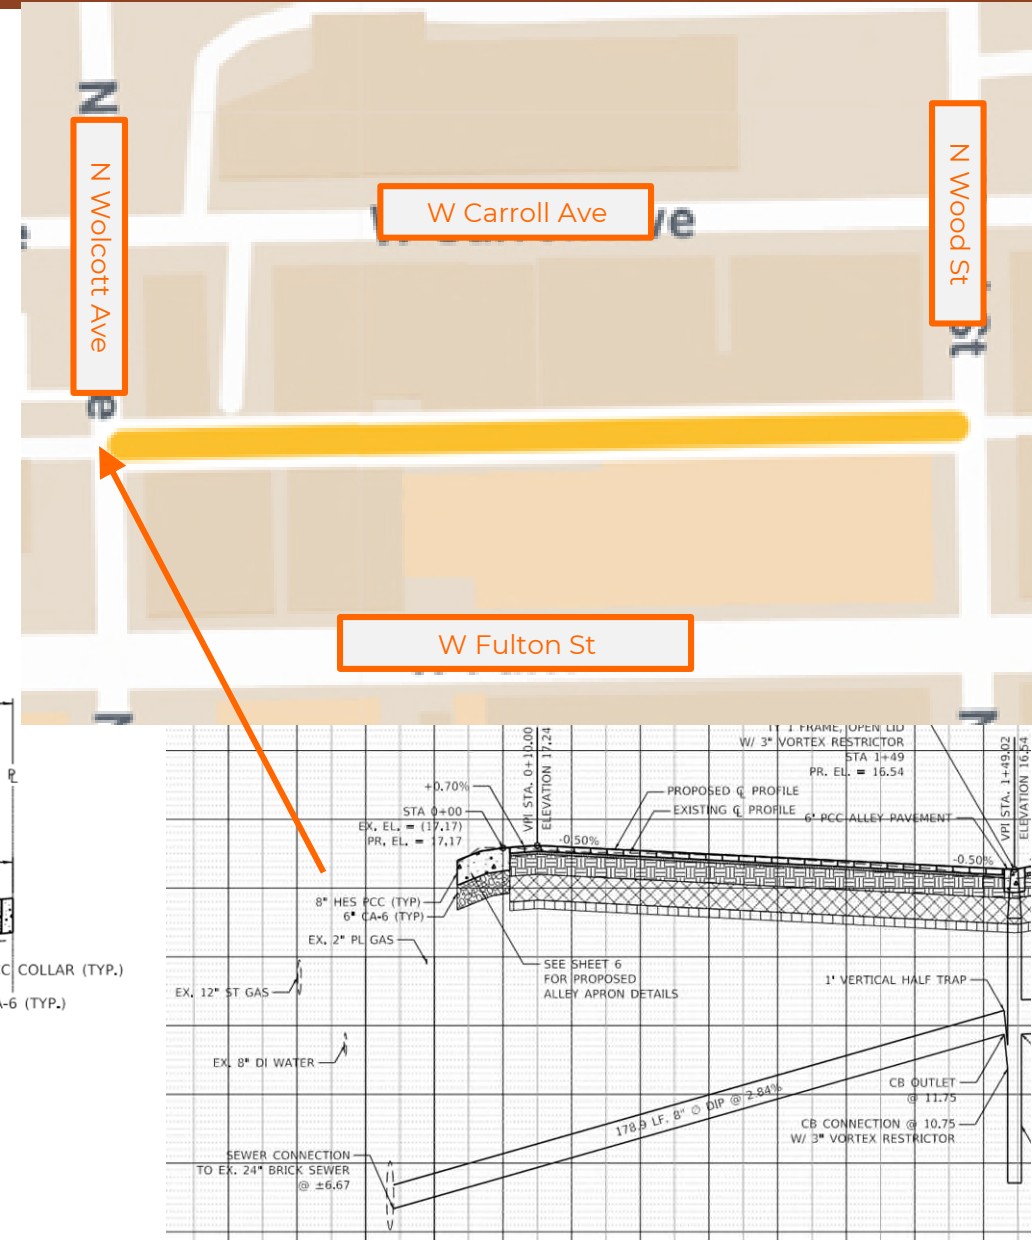 N Wolcott Ave
W Carroll Ave
N Wood St
W Fulton St
N
e
ve
St
TY 1 FRAME, OPEN LID
W/ 3" VORTEX RESTRICTOR
STA 1+49
PR. EL. = 16.54
VPI STA. 0+10.00
ELEVATION 17.24
VPI STA. 1+49.02
ELEVATION 16.54
+0.70%
PROPOSED ℄ PROFILE
STA 0+00
EX. EL. = (17.17)
PR. EL. = 17.17
EXISTING ℄ PROFILE
6" PCC ALLEY PAVEMENT
-0.50%
-0.50%
8" HES PCC (TYP)
6" CA-6 (TYP)
EX. 2" PL GAS
SEE SHEET 6
FOR PROPOSED
ALLEY APRON DETAILS
C COLLAR (TYP.)
A-6 (TYP.)
EX. 12" ST GAS
1' VERTICAL HALF TRAP
EX. 8" DI WATER
CB OUTLET
@ 11.75
178.9 LF, 8" ∅ DIP @ 2.84%
CB CONNECTION @ 10.75
W/ 3" VORTEX RESTRICTOR
SEWER CONNECTION
TO EX. 24" BRICK SEWER
@ ±6.67